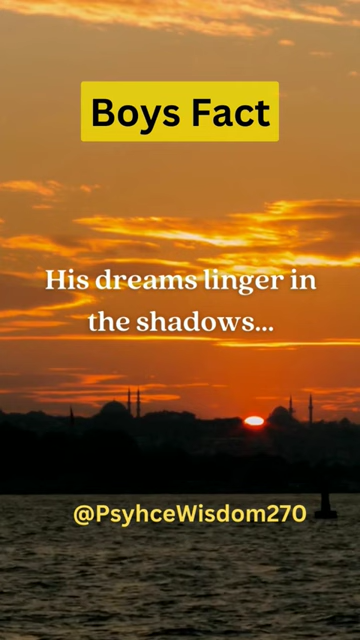 Boys Fact
His dreams linger in
the shadows...
@PsyhceWisdom270